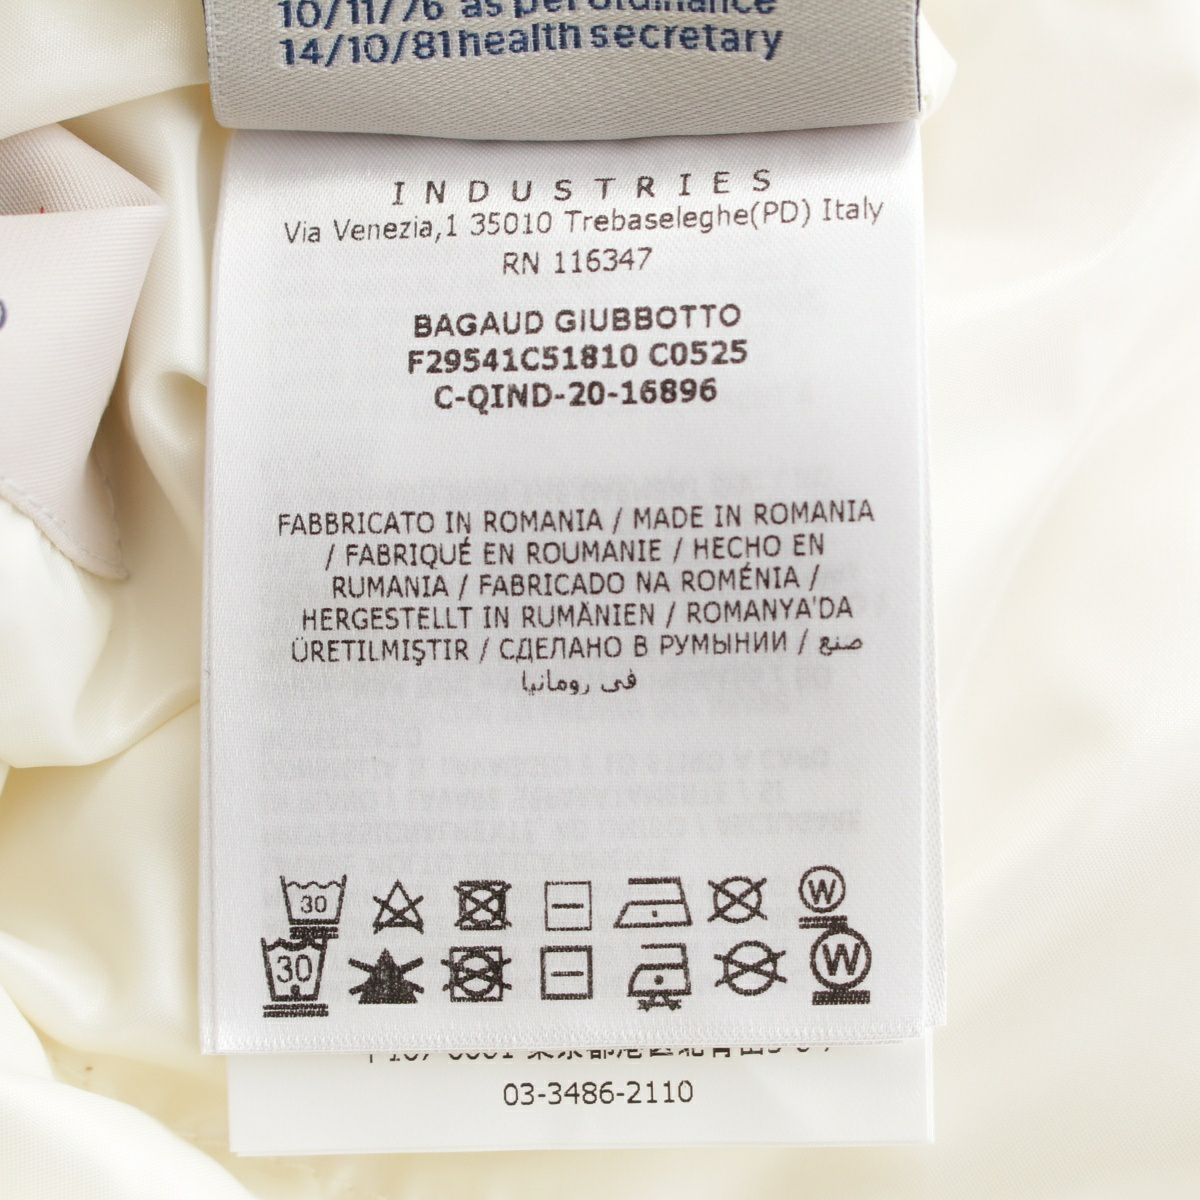 10/11/76 as per ordinance
14/10/81 health secretary
INDUSTRIES
Via Venezia,1 35010 Trebaseleghe(PD) Italy
RN 116347
BAGAUD GIUBBOTTO
F29541C51810 C0525
C-QIND-20-16896
FABBRICATO IN ROMANIA / MADE IN ROMANIA
/ FABRIQUÉ EN ROUMANIE / HECHO EN
RUMANIA / FABRICADO NA ROMÉNIA /
HERGESTELLT IN RUMÄNIEN / ROMANYA'DA
ÜRETILMIŞTIR / СДЕЛАНО В РУМЫНИИ / صنع
في رومانيا
30 W
30 W
03-3486-2110